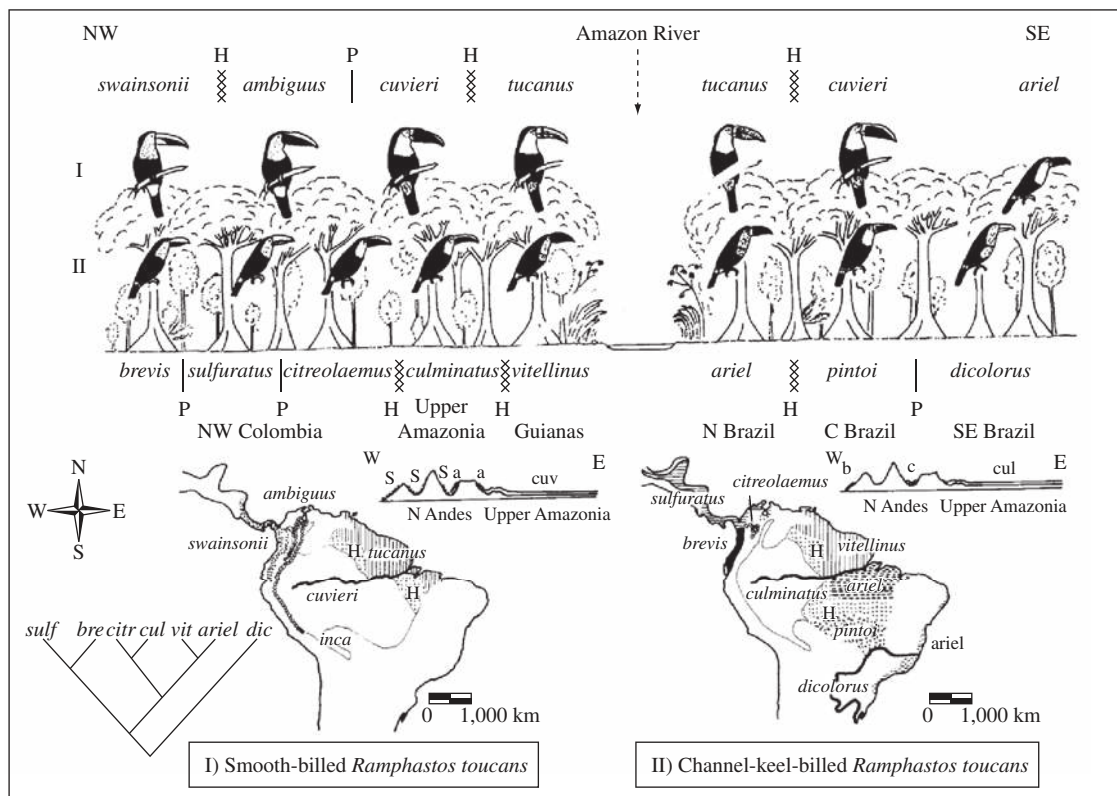 NW Amazon River SE
H P H H
swainsonii ambiguus cuvieri tucanus tucanus cuvieri ariel
I
II
brevis sulfuratus citreolaemus culminatus vitellinus ariel pintoi dicolorus
P P H Upper H H P
NW Colombia Amazonia Guianas N Brazil C Brazil SE Brazil
W S S S a a cuv E
N Andes Upper Amazonia
W b c cul E
N Andes Upper Amazonia
N
W E
S
ambiguus
swainsonii
H tucanus
cuvieri H
inca
0 1,000 km
citreolaemus
sulfuratus
brevis H vitellinus
culminatus ariel
H
pintoi
ariel
dicolorus
0 1,000 km
sulf bre citr cul vit ariel dic
I) Smooth-billed Ramphastos toucans
II) Channel-keel-billed Ramphastos toucans